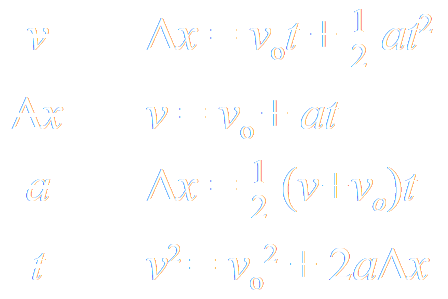 v Δx = v₀t + 1/2 at²
Δx v = v₀ + at
a Δx = 1/2 (v + v₀)t
t v² = v₀² + 2aΔx